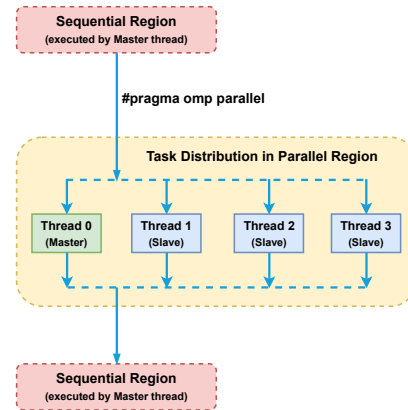 Sequential Region
(executed by Master thread)
#pragma omp parallel
Task Distribution in Parallel Region
Thread 0
(Master)
Thread 1
(Slave)
Thread 2
(Slave)
Thread 3
(Slave)
Sequential Region
(executed by Master thread)